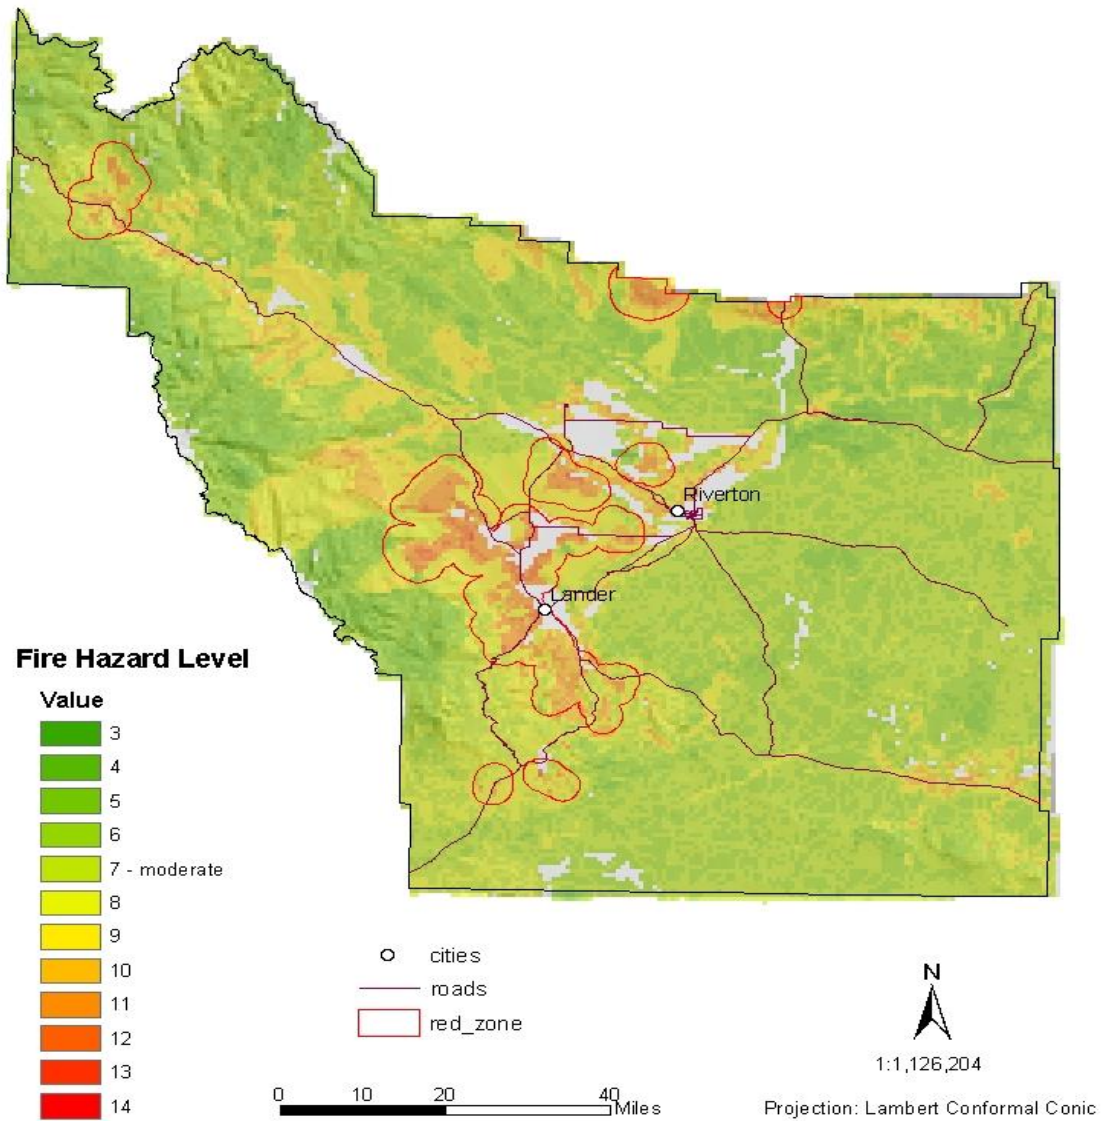 Riverton
Lander
Fire Hazard Level
Value
3
4
5
6
7 - moderate
8
9
10
11
12
13
14
cities
roads
red_zone
0 10 20 40
Miles
N
1:1,126,204
Projection: Lambert Conformal Conic